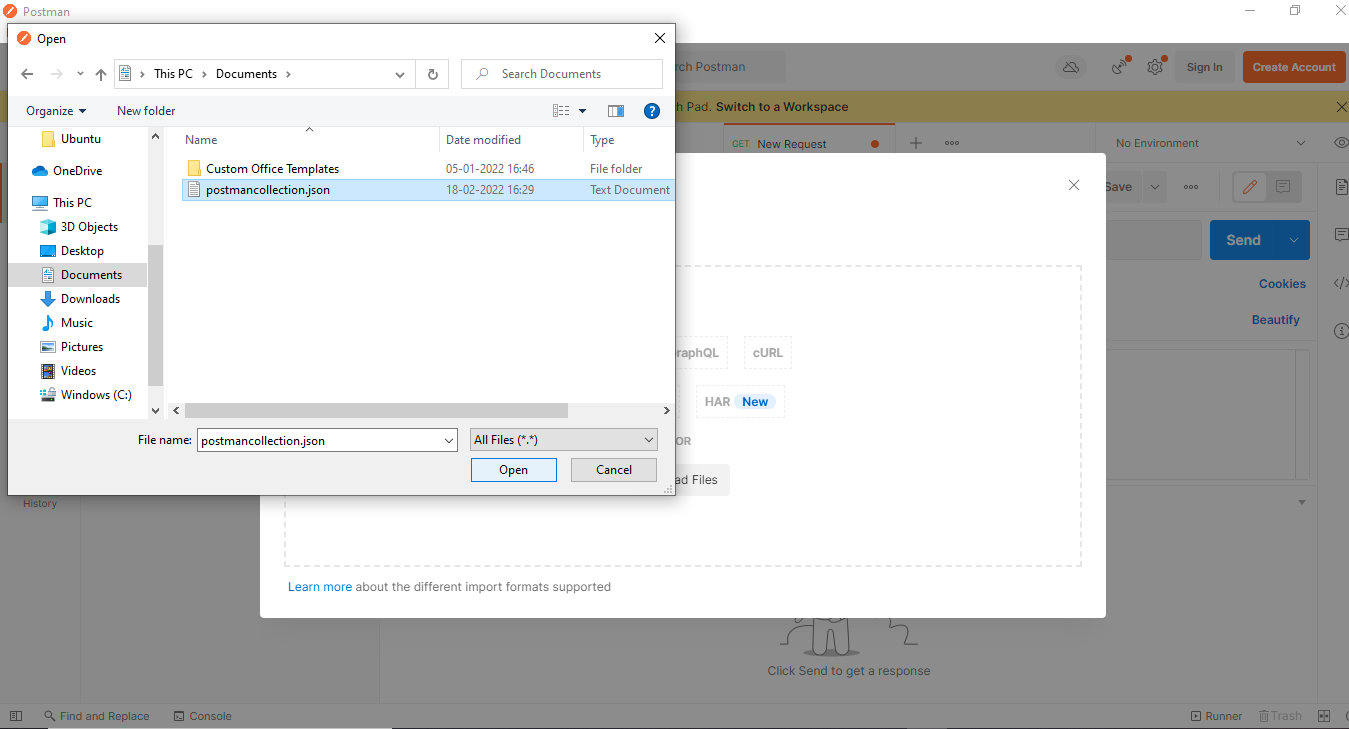 Postman
Open
This PC
Documents
Search Documents
Organize
New folder
Name
Date modified
Type
Custom Office Templates
05-01-2022 16:46
File folder
postmancollection.json
18-02-2022 16:29
Text Document
Ubuntu
OneDrive
This PC
3D Objects
Desktop
Documents
Downloads
Music
Pictures
Videos
Windows (C:)
File name:
postmancollection.json
All Files (*.*)
Open
Cancel
rch Postman
Sign In
Create Account
h Pad. Switch to a Workspace
GET New Request
No Environment
Save
Send
Cookies
Beautify
raphQL
cURL
HAR New
OR
ad Files
Learn more about the different import formats supported
History
Click Send to get a response
Find and Replace
Console
Runner
Trash